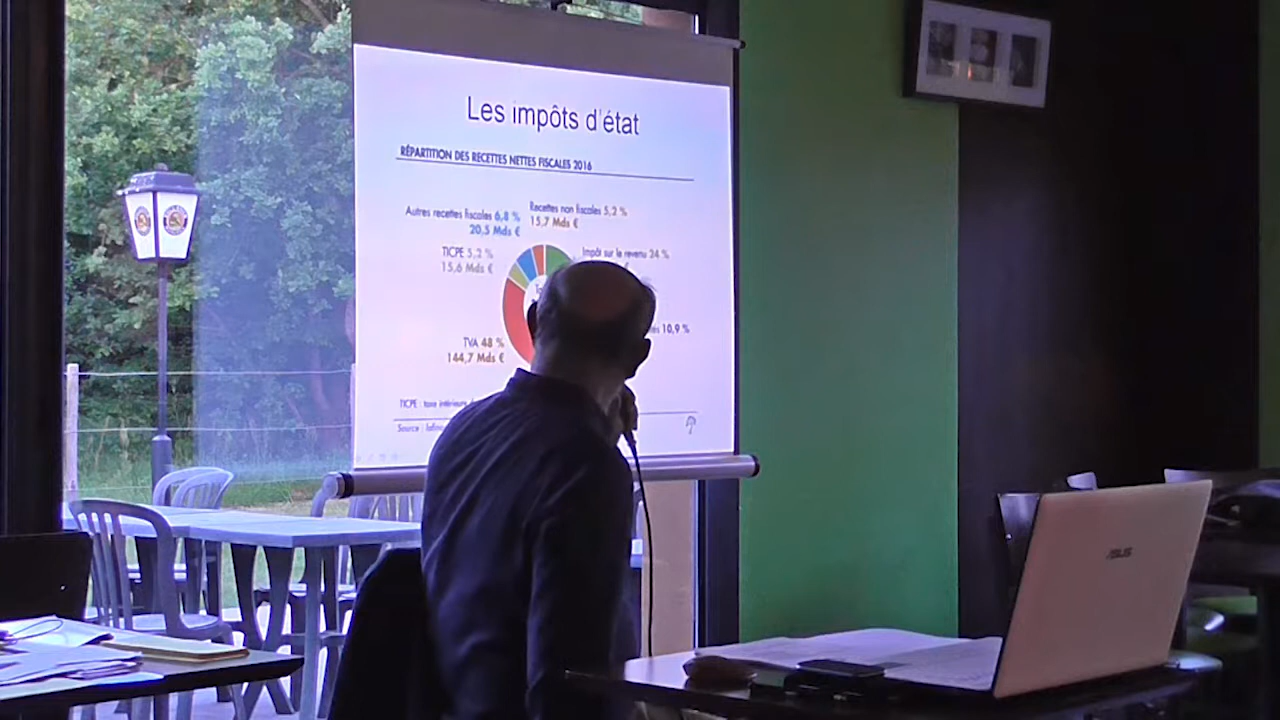 Les impôts d'état
RÉPARTITION DES RECETTES NETTES FISCALES 2016
Autres recettes fiscales 6,8 %
20,5 Mds €
Recettes non fiscales 5,2 %
15,7 Mds €
TICPE 5,2 %
15,6 Mds €
Impôt sur le revenu 24 %
€
10,9 %
TVA 48 %
144,7 Mds €
TICPE : taxe intérieure
Source :
ASUS